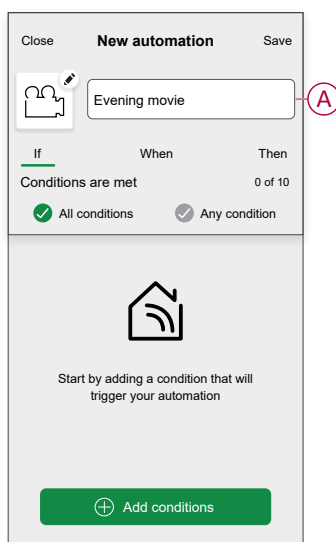 Close New automation Save
Evening movie
A
If When Then
Conditions are met 0 of 10
All conditions Any condition
Start by adding a condition that will
trigger your automation
Add conditions